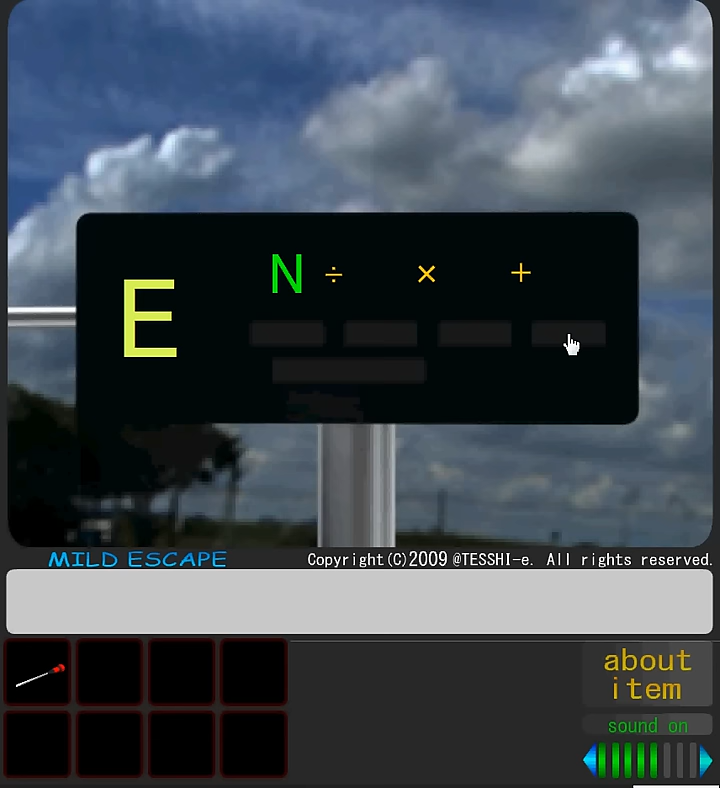 N ÷ × +
E
MILD ESCAPE
Copyright(C)2009 @TESSHI-e. All rights reserved.
about
item
sound on